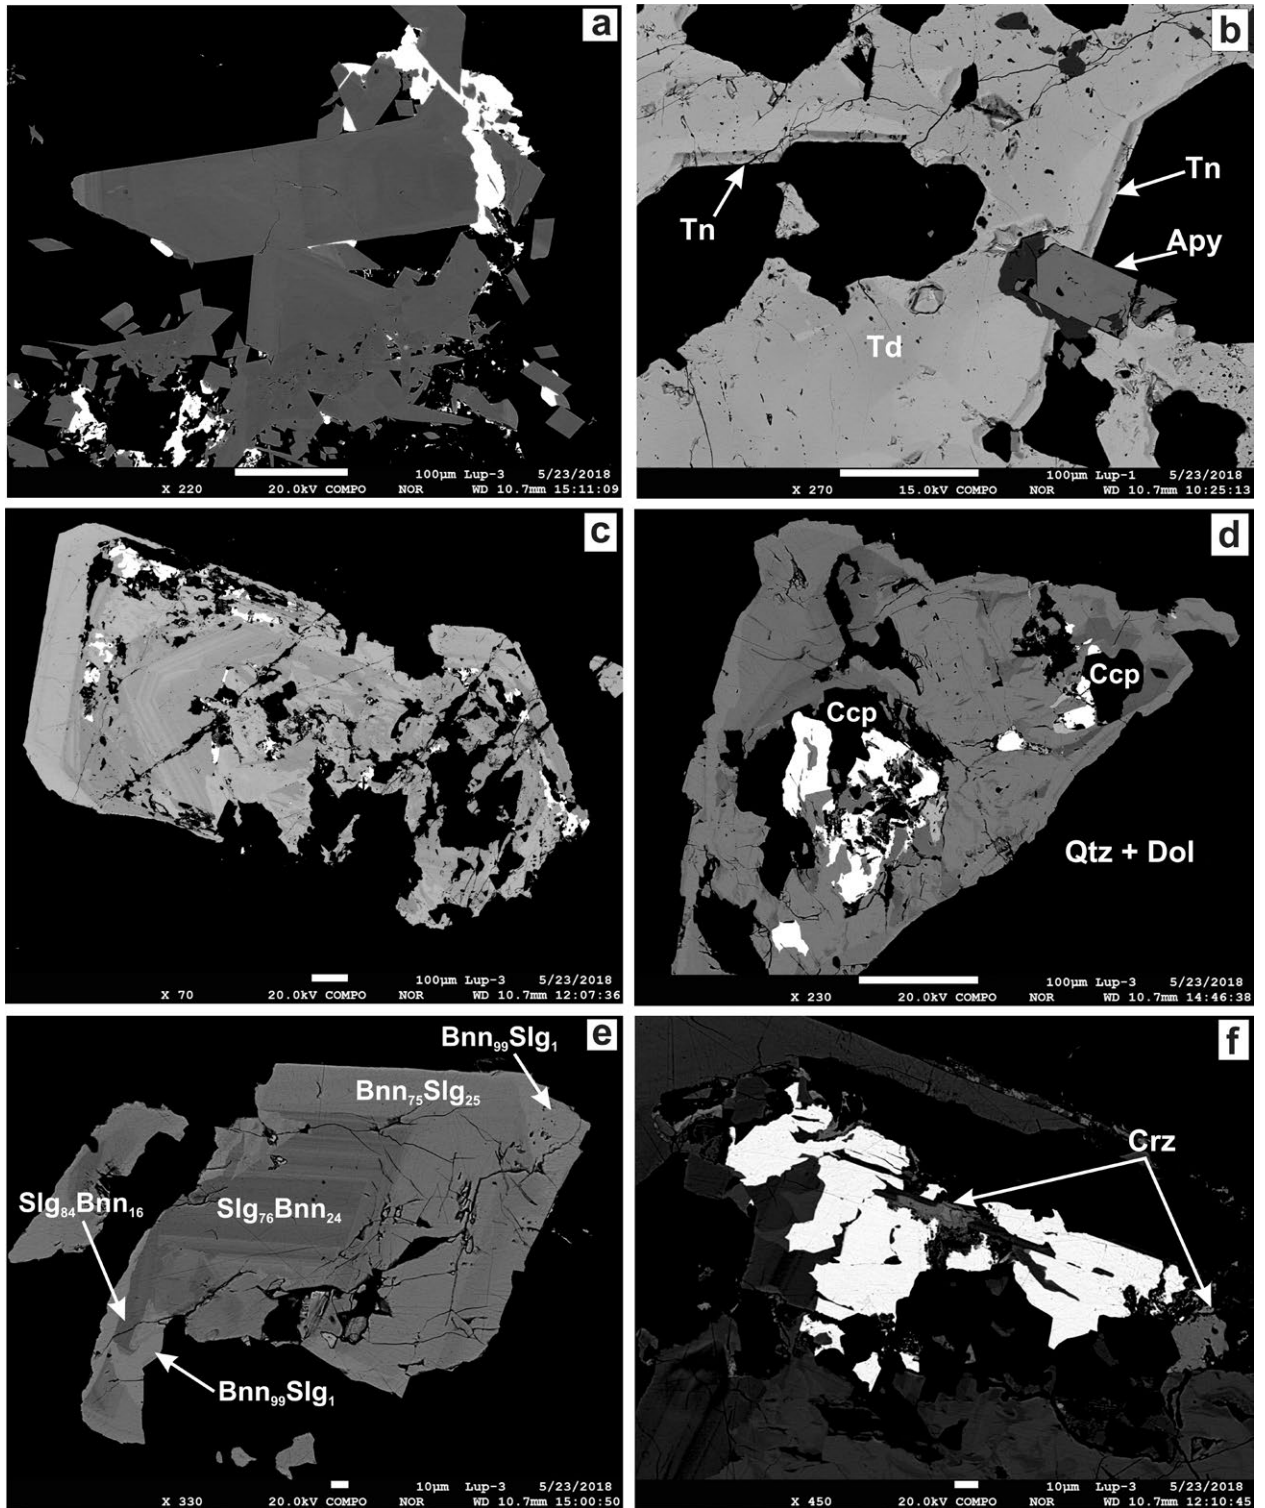 a
100µm Lup-3 5/23/2018
X 220 20.0kV COMPO NOR WD 10.7mm 15:11:09
b
Tn
Tn
Apy
Td
100µm Lup-1 5/23/2018
X 270 15.0kV COMPO NOR WD 10.7mm 10:25:13
c
100µm Lup-3 5/23/2018
X 70 20.0kV COMPO NOR WD 10.7mm 12:07:36
d
Ccp
Ccp
Qtz + Dol
100µm Lup-3 5/23/2018
X 230 20.0kV COMPO NOR WD 10.7mm 14:46:38
e
Bnn₉₉Slg₁
Bnn₇₅Slg₂₅
Slg₈₄Bnn₁₆
Slg₇₆Bnn₂₄
Bnn₉₉Slg₁
10µm Lup-3 5/23/2018
X 330 20.0kV COMPO NOR WD 10.7mm 15:00:50
f
Crz
10µm Lup-3 5/23/2018
X 450 20.0kV COMPO NOR WD 10.7mm 12:10:45